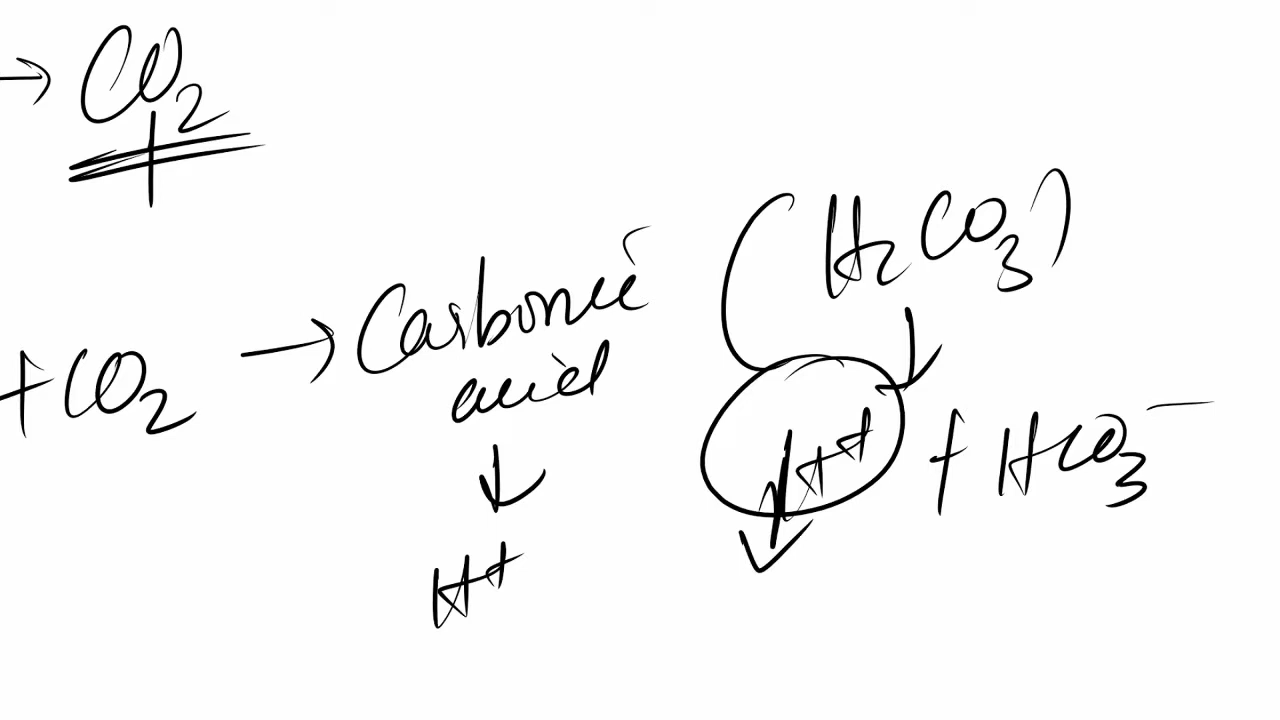 → CO₂
(H₂CO₃)
+ CO₂ → Carbonic
acid
↓
H⁺ + HCO₃⁻
↓
H⁺